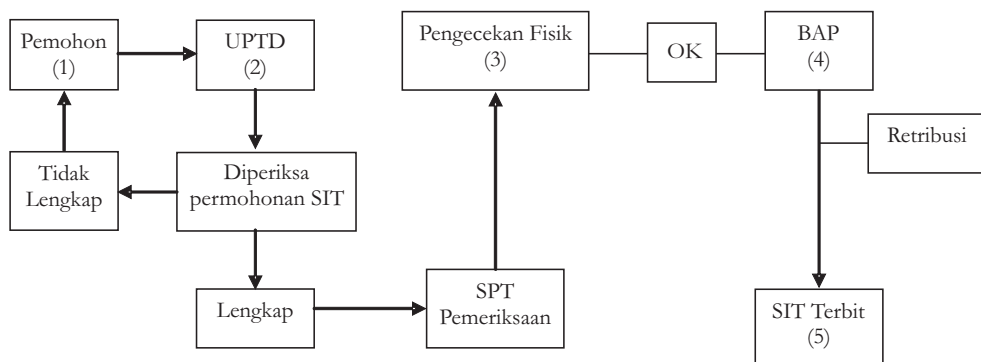 Pemohon
(1)
UPTD
(2)
Pengecekan Fisik
(3)
OK
BAP
(4)
Retribusi
Tidak
Lengkap
Diperiksa
permohonan SIT
Lengkap
SPT
Pemeriksaan
SIT Terbit
(5)